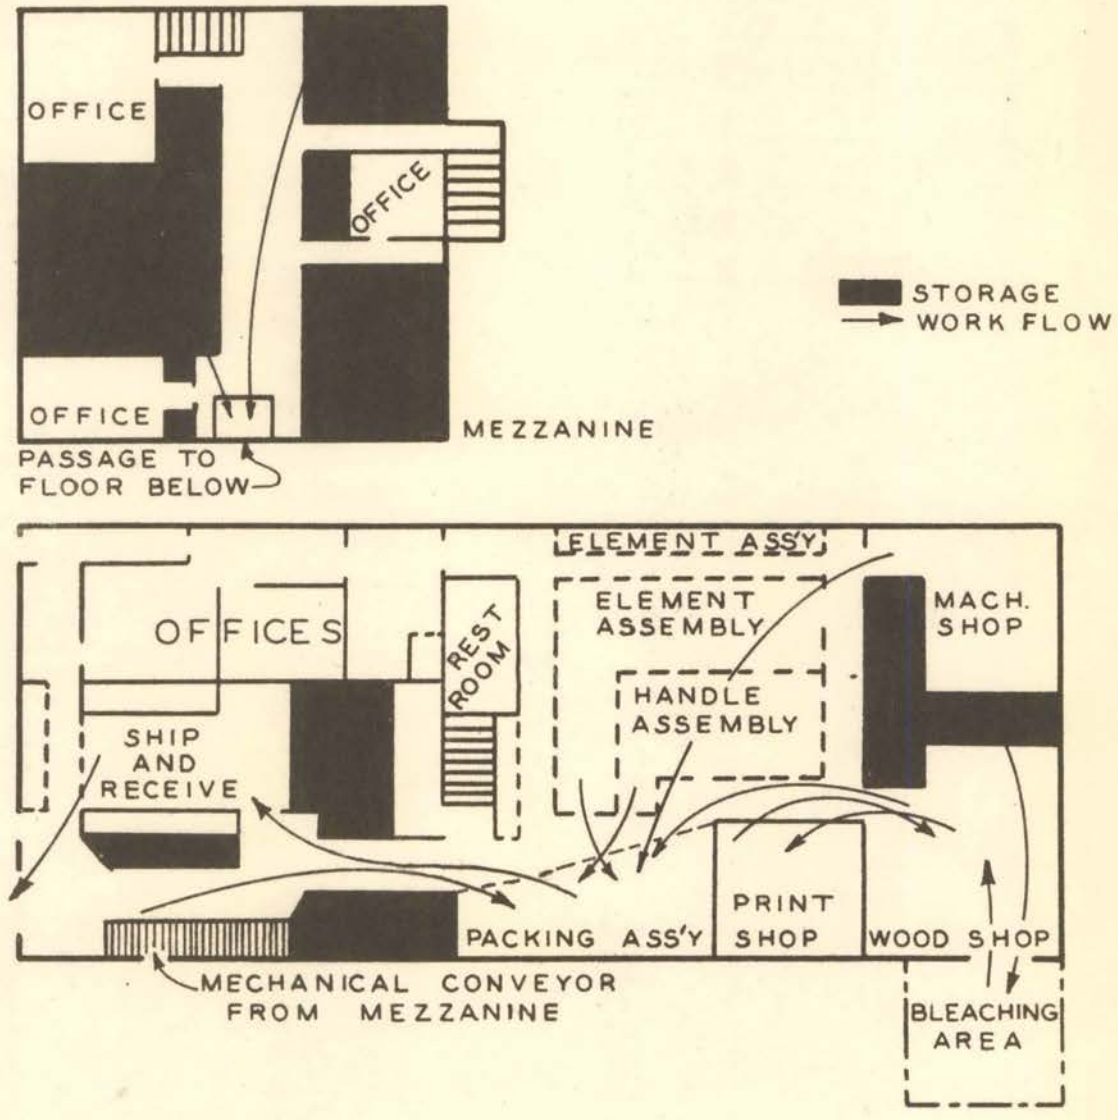 OFFICE
OFFICE
STORAGE
WORK FLOW
OFFICE
MEZZANINE
PASSAGE TO
FLOOR BELOW
ELEMENT ASS'Y
ELEMENT
ASSEMBLY
MACH.
SHOP
OFFICES
REST
ROOM
HANDLE
ASSEMBLY
SHIP
AND
RECEIVE
PRINT
SHOP
PACKING ASS'Y
WOOD SHOP
MECHANICAL CONVEYOR
FROM MEZZANINE
BLEACHING
AREA